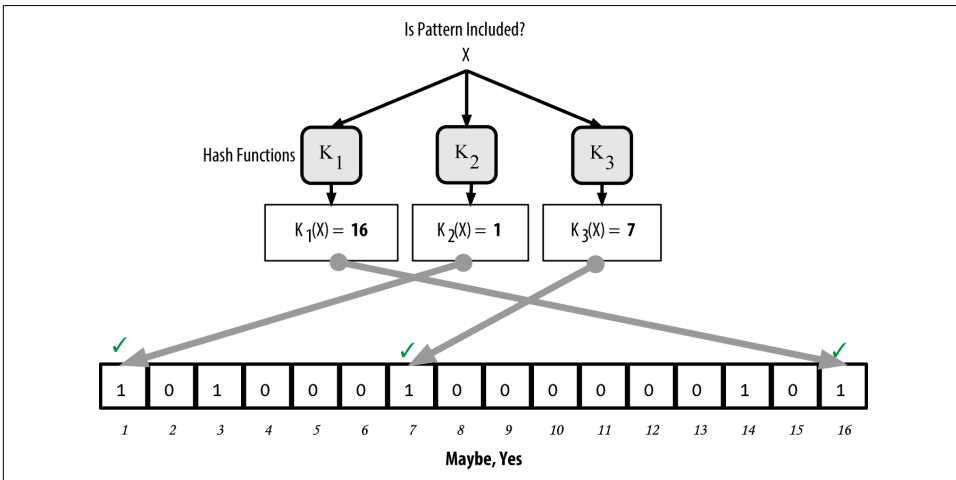 Is Pattern Included?
X
Hash Functions K1 K2 K3
K1(X) = 16 K2(X) = 1 K3(X) = 7
✓ ✓ ✓
1 0 1 0 0 0 1 0 0 0 0 0 0 1 0 1
1 2 3 4 5 6 7 8 9 10 11 12 13 14 15 16
Maybe, Yes